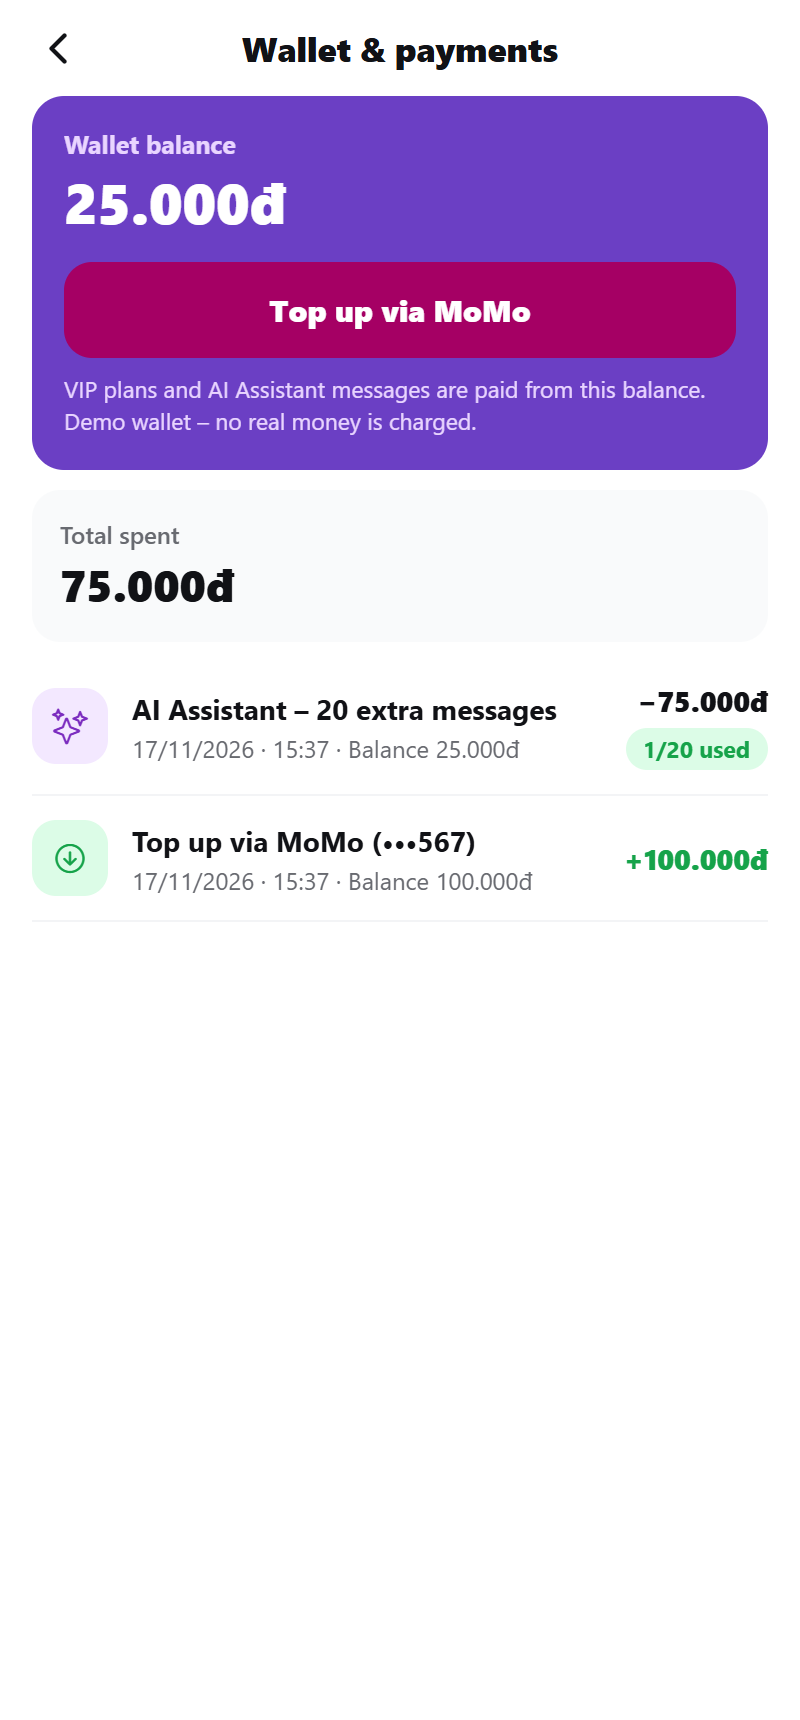 Wallet & payments
Wallet balance
25.000đ
Top up via MoMo
VIP plans and AI Assistant messages are paid from this balance.
Demo wallet – no real money is charged.
Total spent
75.000đ
AI Assistant – 20 extra messages
−75.000đ
17/11/2026 · 15:37 · Balance 25.000đ
1/20 used
Top up via MoMo (•••567)
17/11/2026 · 15:37 · Balance 100.000đ
+100.000đ